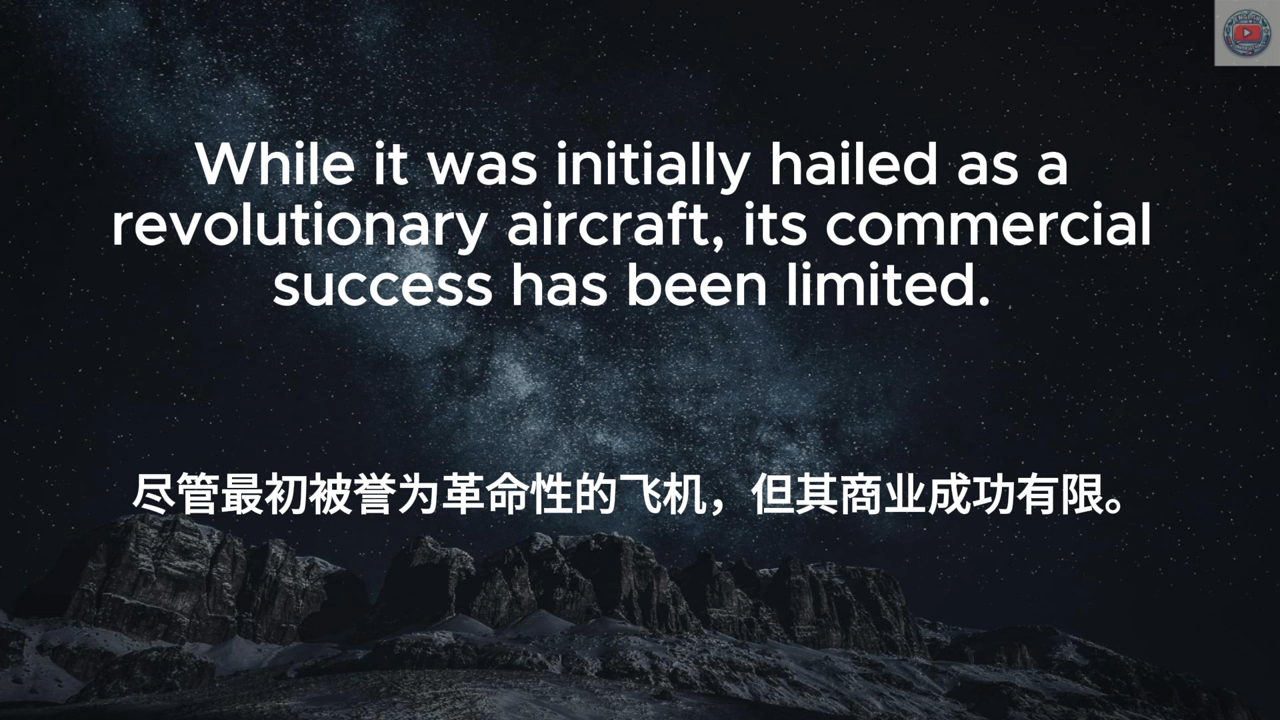 While it was initially hailed as a
revolutionary aircraft, its commercial
success has been limited.
尽管最初被誉为革命性的飞机，但其商业成功有限。